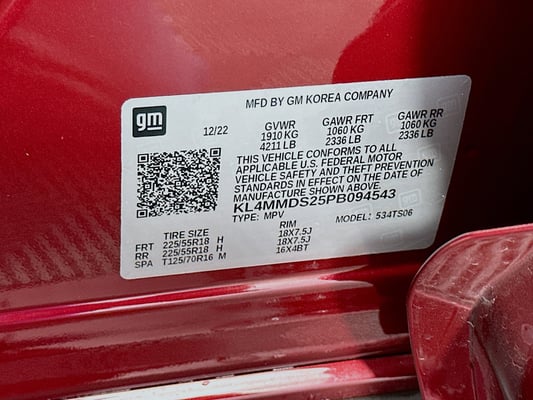 MFD BY GM KOREA COMPANY
gm
12/22
GVWR GAWR FRT GAWR RR
1910 KG 1060 KG 1060 KG
4211 LB 2336 LB 2336 LB
THIS VEHICLE CONFORMS TO ALL
APPLICABLE U.S. FEDERAL MOTOR
VEHICLE SAFETY AND THEFT PREVENTION
STANDARDS IN EFFECT ON THE DATE OF
MANUFACTURE SHOWN ABOVE.
KL4MMDS25PB094543
TYPE: MPV MODEL: 534TS06
TIRE SIZE RIM
FRT 225/55R18 H 18X7.5J
RR 225/55R18 H 18X7.5J
SPA T125/70R16 M 16X4BT